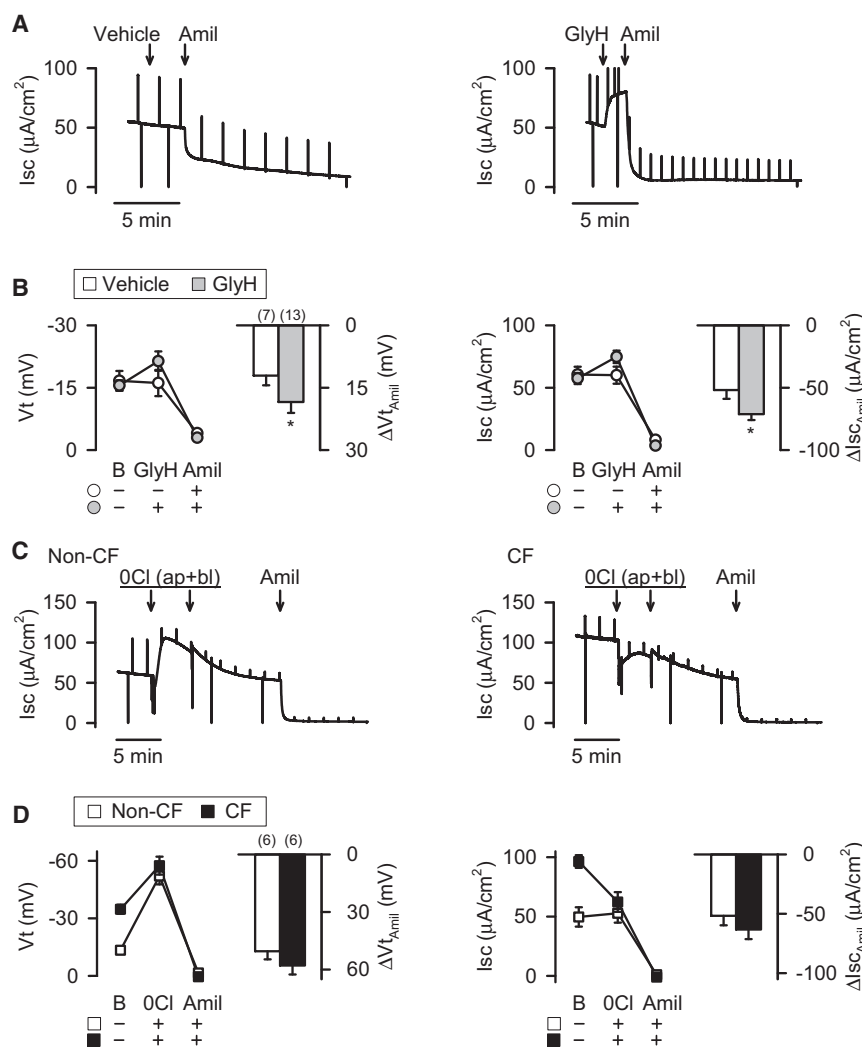 A
Vehicle Amil
Isc (µA/cm²)
100
50
0
5 min
GlyH Amil
Isc (µA/cm²)
100
50
0
5 min
B
Vehicle GlyH
Vt (mV)
-30
-15
0
(7) (13)
*
0
15
30
ΔVtAmil (mV)
B GlyH Amil
– – +
– + +
Isc (µA/cm²)
100
50
0
*
0
-50
-100
ΔIscAmil (µA/cm²)
B GlyH Amil
– – +
– + +
C
Non-CF
0Cl (ap+bl) Amil
Isc (µA/cm²)
150
100
50
0
5 min
CF
0Cl (ap+bl) Amil
Isc (µA/cm²)
150
100
50
0
5 min
D
Non-CF CF
Vt (mV)
-60
-30
0
(6) (6)
0
30
60
ΔVtAmil (mV)
B 0Cl Amil
– + +
– + +
Isc (µA/cm²)
100
50
0
0
-50
-100
ΔIscAmil (µA/cm²)
B 0Cl Amil
– + +
– + +